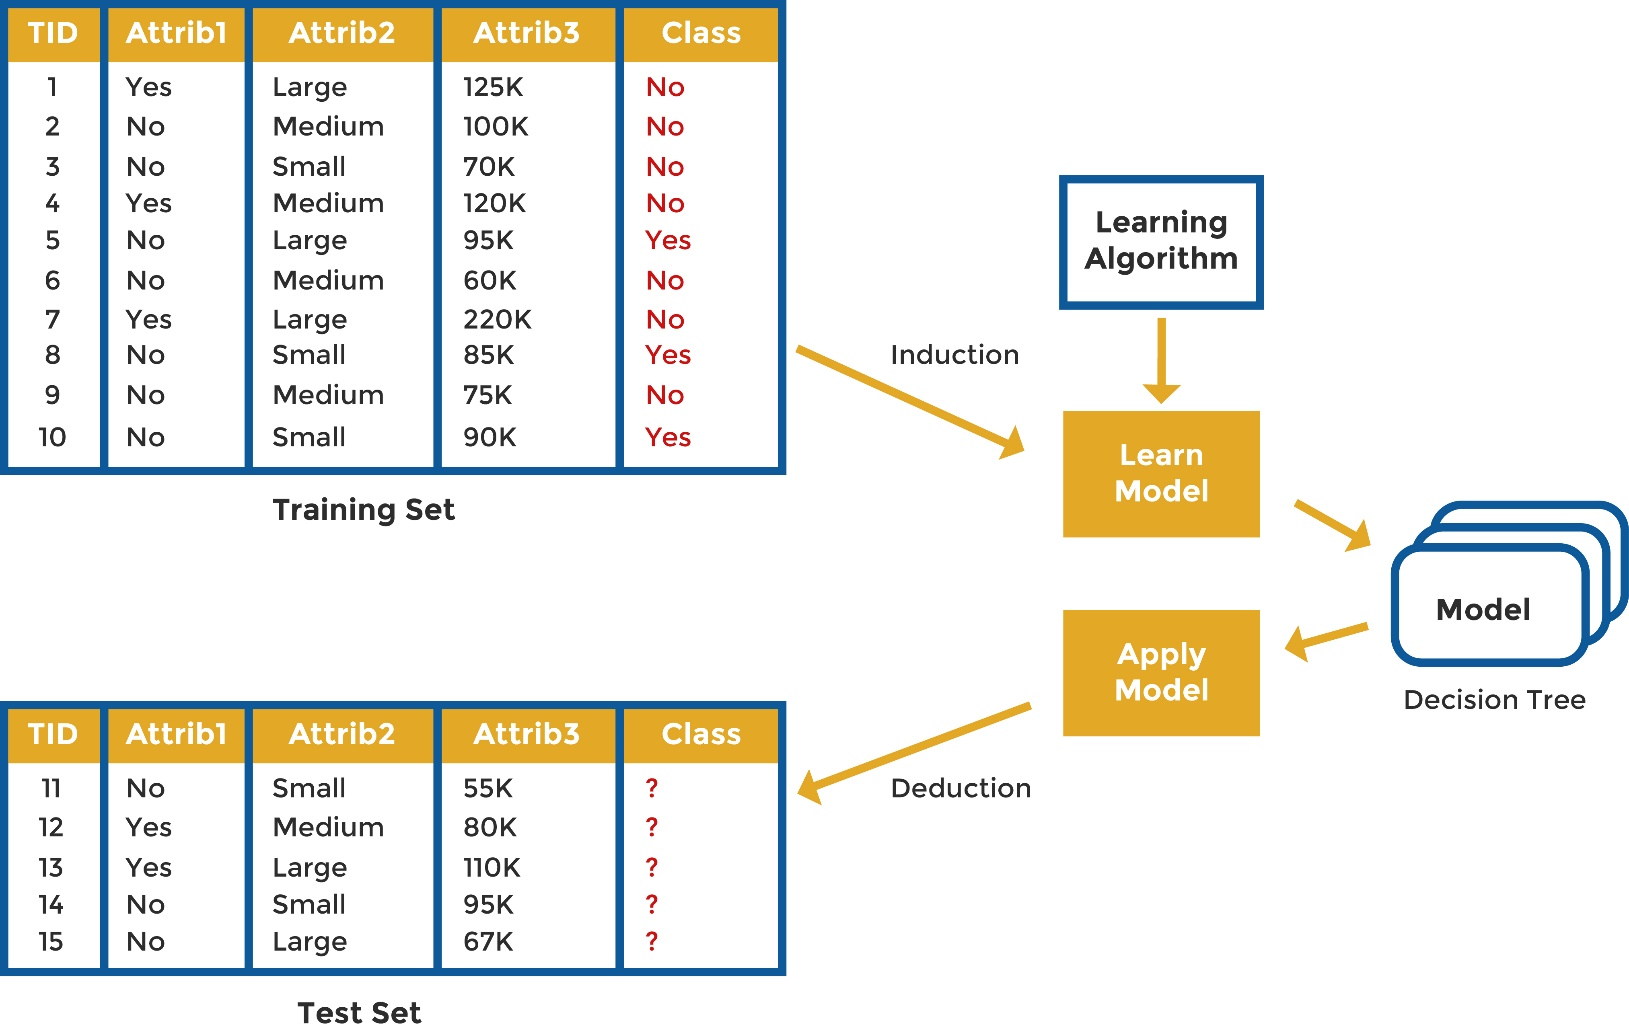 TID Attrib1 Attrib2 Attrib3 Class
1 Yes Large 125K No
2 No Medium 100K No
3 No Small 70K No
4 Yes Medium 120K No
5 No Large 95K Yes
6 No Medium 60K No
7 Yes Large 220K No
8 No Small 85K Yes
9 No Medium 75K No
10 No Small 90K Yes
Training Set
Induction
Learning
Algorithm
Learn
Model
Model
Decision Tree
Apply
Model
Deduction
TID Attrib1 Attrib2 Attrib3 Class
11 No Small 55K ?
12 Yes Medium 80K ?
13 Yes Large 110K ?
14 No Small 95K ?
15 No Large 67K ?
Test Set